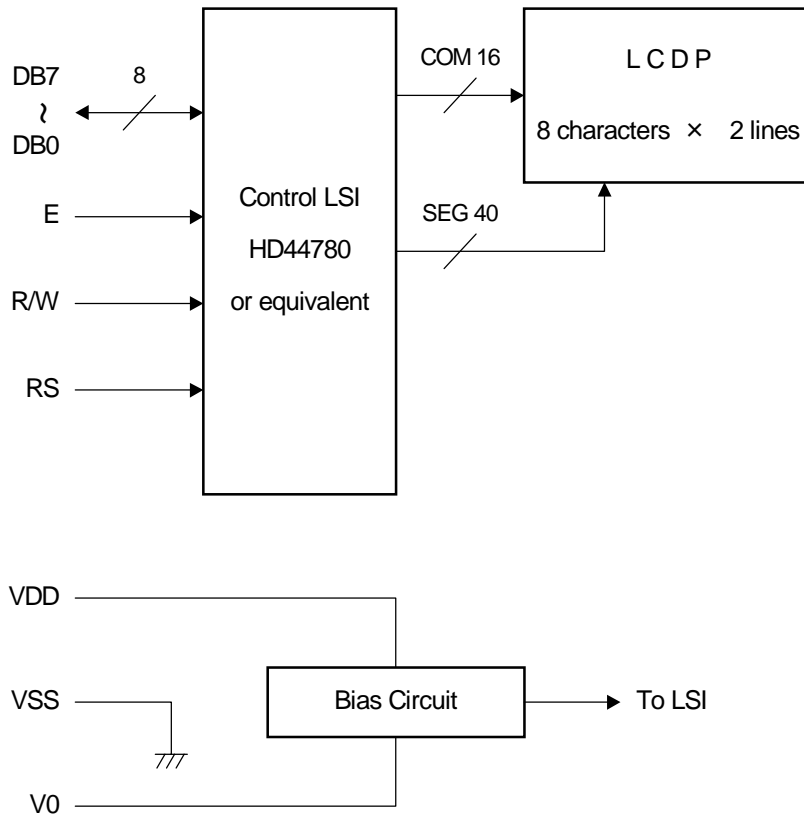 DB7
~
DB0
8
E
R/W
RS
Control LSI
HD44780
or equivalent
COM 16
SEG 40
L C D P
8 characters × 2 lines
VDD
VSS
V0
Bias Circuit
To LSI